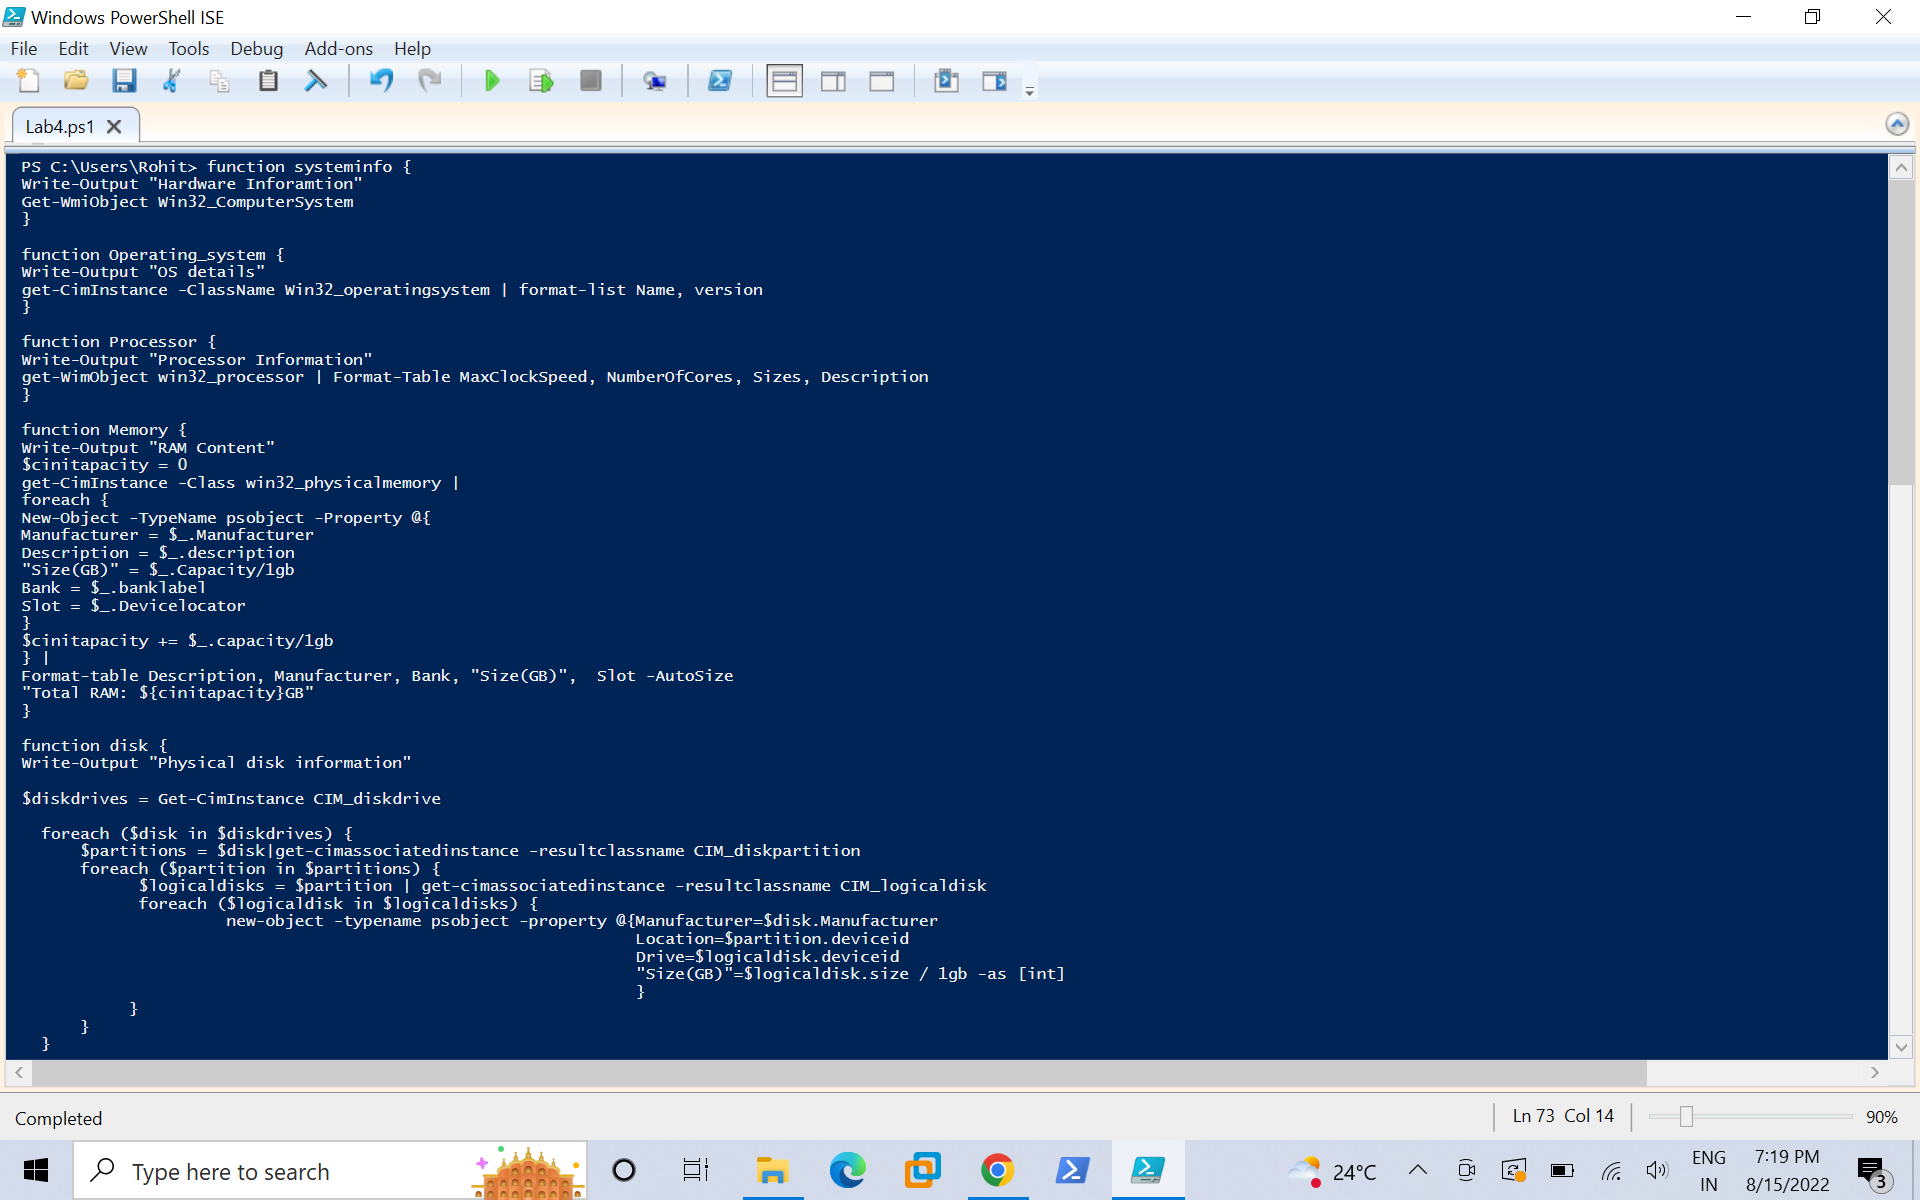 Windows PowerShell ISE
File Edit View Tools Debug Add-ons Help
Lab4.ps1
PS C:\Users\Rohit> function systeminfo {
Write-Output "Hardware Inforamtion"
Get-WmiObject Win32_ComputerSystem
}
function Operating_system {
Write-Output "OS details"
get-CimInstance -ClassName Win32_operatingsystem | format-list Name, version
}
function Processor {
Write-Output "Processor Information"
get-WimObject win32_processor | Format-Table MaxClockSpeed, NumberOfCores, Sizes, Description
}
function Memory {
Write-Output "RAM Content"
$cinitapacity = 0
get-CimInstance -Class win32_physicalmemory |
foreach {
New-Object -TypeName psobject -Property @{
Manufacturer = $_.Manufacturer
Description = $_.description
"Size(GB)" = $_.Capacity/1gb
Bank = $_.banklabel
Slot = $_.Devicelocator
}
$cinitapacity += $_.capacity/1gb
} |
Format-table Description, Manufacturer, Bank, "Size(GB)",  Slot -AutoSize
"Total RAM: ${cinitapacity}GB"
}
function disk {
Write-Output "Physical disk information"
$diskdrives = Get-CimInstance CIM_diskdrive
foreach ($disk in $diskdrives) {
$partitions = $disk|get-cimassociatedinstance -resultclassname CIM_diskpartition
foreach ($partition in $partitions) {
$logicaldisks = $partition | get-cimassociatedinstance -resultclassname CIM_logicaldisk
foreach ($logicaldisk in $logicaldisks) {
new-object -typename psobject -property @{Manufacturer=$disk.Manufacturer
Location=$partition.deviceid
Drive=$logicaldisk.deviceid
"Size(GB)"=$logicaldisk.size / 1gb -as [int]
}
}
}
}
Completed
Ln 73 Col 14
90%
Type here to search
24°C
ENG
IN
7:19 PM
8/15/2022
3